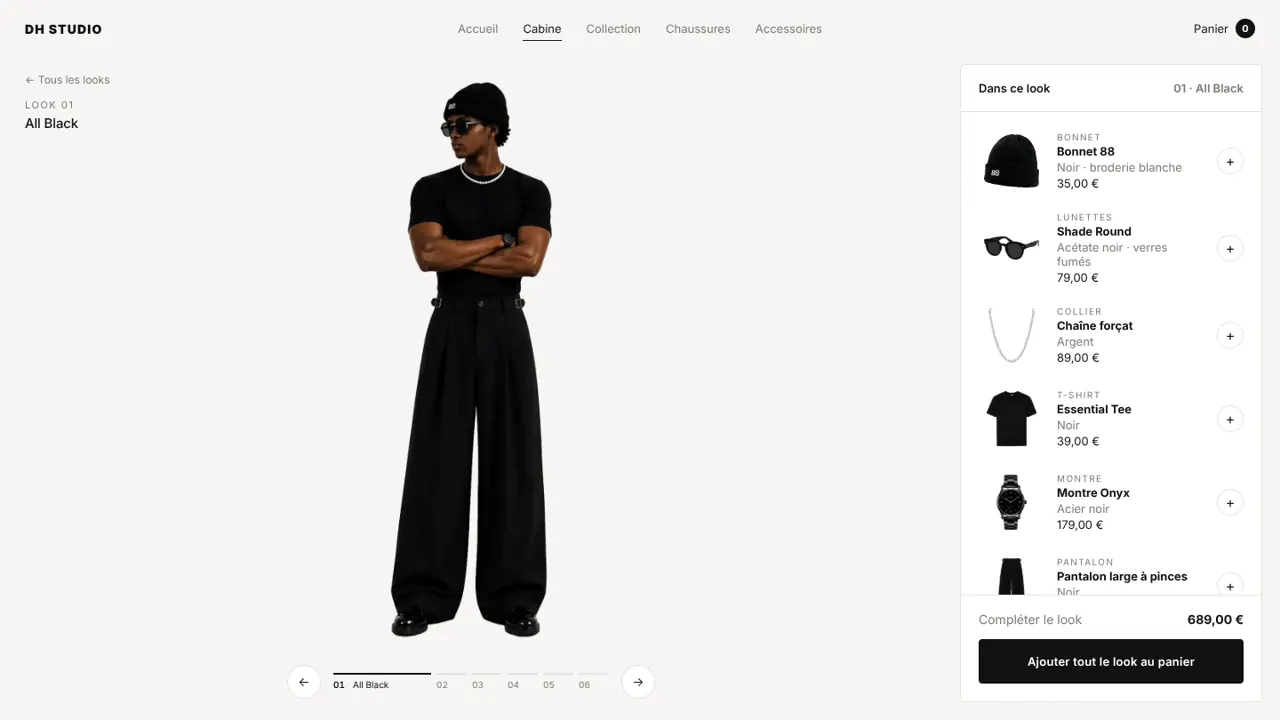 DH STUDIO
Accueil
Cabine
Collection
Chaussures
Accessoires
Panier 0
← Tous les looks
LOOK 01
All Black
88
Dans ce look
01 · All Black
BONNET
Bonnet 88
Noir · broderie blanche
35,00 €
+
88
LUNETTES
Shade Round
Acétate noir · verres
fumés
79,00 €
+
COLLIER
Chaîne forçat
Argent
89,00 €
+
T-SHIRT
Essential Tee
Noir
39,00 €
+
MONTRE
Montre Onyx
Acier noir
179,00 €
+
PANTALON
Pantalon large à pinces
Noir
+
Compléter le look
689,00 €
Ajouter tout le look au panier
←
01 All Black
02
03
04
05
06
→